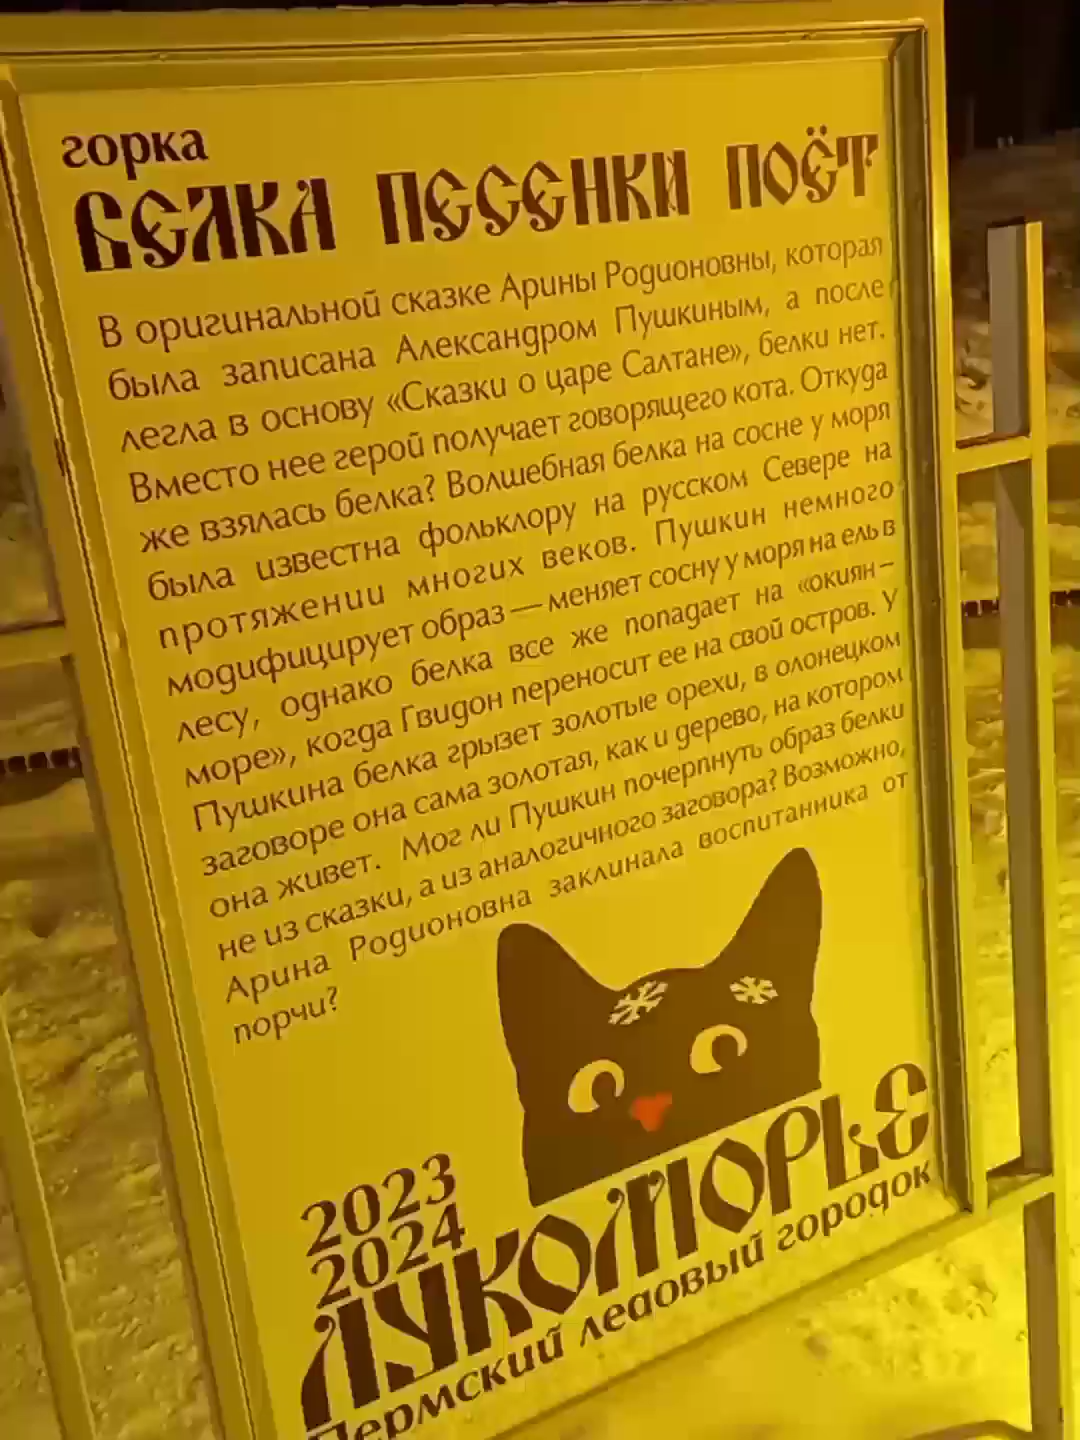 горка
БЕЛКА ПЕСЕНКИ ПОЁТ
В оригинальной сказке Арины Родионовны, которая
была записана Александром Пушкиным, а после
легла в основу «Сказки о царе Салтане», белки нет.
Вместо нее герой получает говорящего кота. Откуда
же взялась белка? Волшебная белка на сосне у моря
была известна фольклору на русском Севере на
протяжении многих веков. Пушкин немного
модифицирует образ — меняет сосну у моря на ель в
лесу, однако белка все же попадает на «окиян-
море», когда Гвидон переносит ее на свой остров. У
Пушкина белка грызет золотые орехи, в олонецком
заговоре она сама золотая, как и дерево, на котором
она живет. Мог ли Пушкин почерпнуть образ белки
не из сказки, а из аналогичного заговора? Возможно,
Арина Родионовна заклинала воспитанника от
порчи?
2023
2024
ЛУКОМОРЬЕ
Пермский ледовый городок